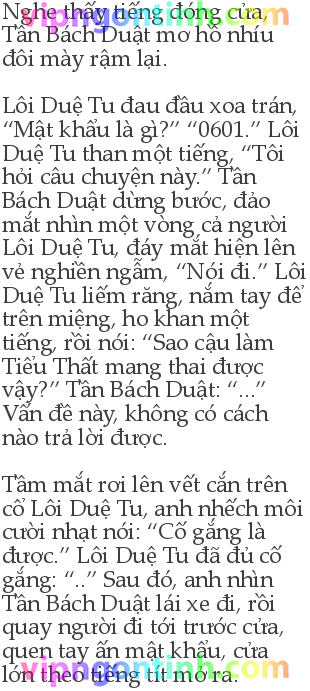 Nghe thấy tiếng đóng cửa,
Tần Bách Duật mơ hồ nhíu
đôi mày rậm lại.
Lôi Duệ Tu đau đầu xoa trán,
“Mật khẩu là gì?” “0601.” Lôi
Duệ Tu than một tiếng, “Tôi
hỏi câu chuyện này.” Tần
Bách Duật dừng bước, đảo
mắt nhìn một vòng cả người
Lôi Duệ Tu, đáy mắt hiện lên
vẻ nghiền ngẫm, “Nói đi.” Lôi
Duệ Tu liếm răng, nắm tay để
trên miệng, ho khan một
tiếng, rồi nói: “Sao cậu làm
Tiểu Thất mang thai được
vậy?” Tần Bách Duật: “...”
Vấn đề này, không có cách
nào trả lời được.
Tầm mắt rơi lên vết cắn trên
cổ Lôi Duệ Tu, anh nhếch môi
cười nhạt nói: “Cố gắng là
được.” Lôi Duệ Tu đã đủ cố
gắng: “..” Sau đó, anh nhìn
Tần Bách Duật lái xe đi, rồi
quay người đi tới trước cửa,
quen tay ấn mật khẩu, cửa
lớn theo tiếng tít mở ra.
vipngontinh.com
vipngontinh.com